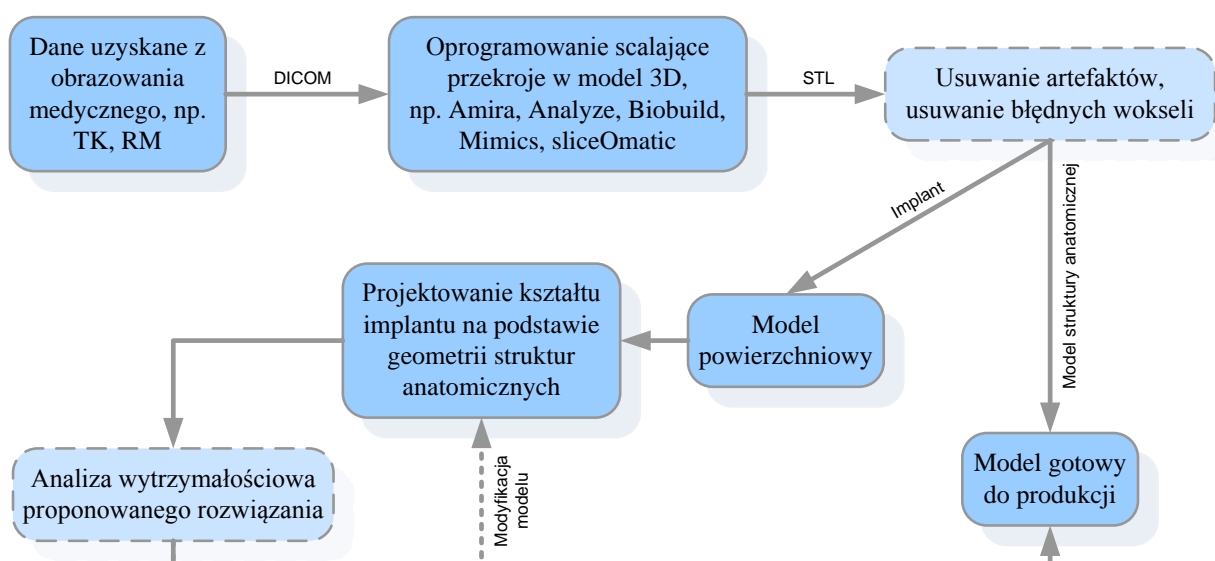 Dane uzyskane z
obrazowania
medycznego, np.
TK, RM
DICOM
Oprogramowanie scalające
przekroje w model 3D,
np. Amira, Analyze, Biobuild,
Mimics, sliceOmatic
STL
Usuwanie artefaktów,
usuwanie błędnych wokseli
Implant
Model struktury anatomicznej
Projektowanie kształtu
implantu na podstawie
geometrii struktur
anatomicznych
Model
powierzchniowy
Analiza wytrzymałościowa
proponowanego rozwiązania
Modyfikacja
modelu
Model gotowy
do produkcji